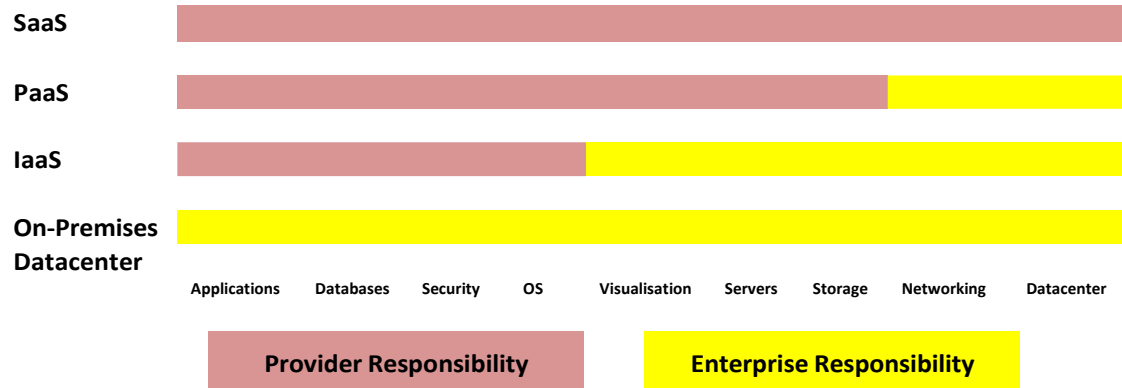 SaaS
PaaS
IaaS
On-Premises
Datacenter
Applications Databases Security OS Visualisation Servers Storage Networking Datacenter
Provider Responsibility Enterprise Responsibility